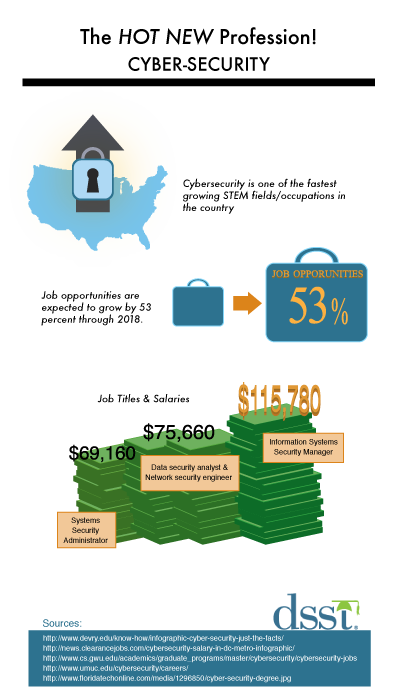 The HOT NEW Profession!
CYBER-SECURITY
Cybersecurity is one of the fastest
growing STEM fields/occupations in
the country
Job opportunities are
expected to grow by 53
percent through 2018.
JOB OPPORUNITIES
53%
Job Titles & Salaries
$115,780
$75,660
$69,160
Information Systems
Security Manager
Data security analyst &
Network security engineer
Systems
Security
Administrator
dsst
Sources:
http://www.devry.edu/know-how/infographic-cyber-security-just-the-facts/
http://news.clearancejobs.com/cybersecurity-salary-in-dc-metro-infographic/
http://www.cs.gwu.edu/academics/graduate_programs/master/cybersecurity/cybersecurity-jobs
http://www.umuc.edu/cybersecurity/careers/
http://www.floridatechonline.com/media/1296850/cyber-security-degree.jpg